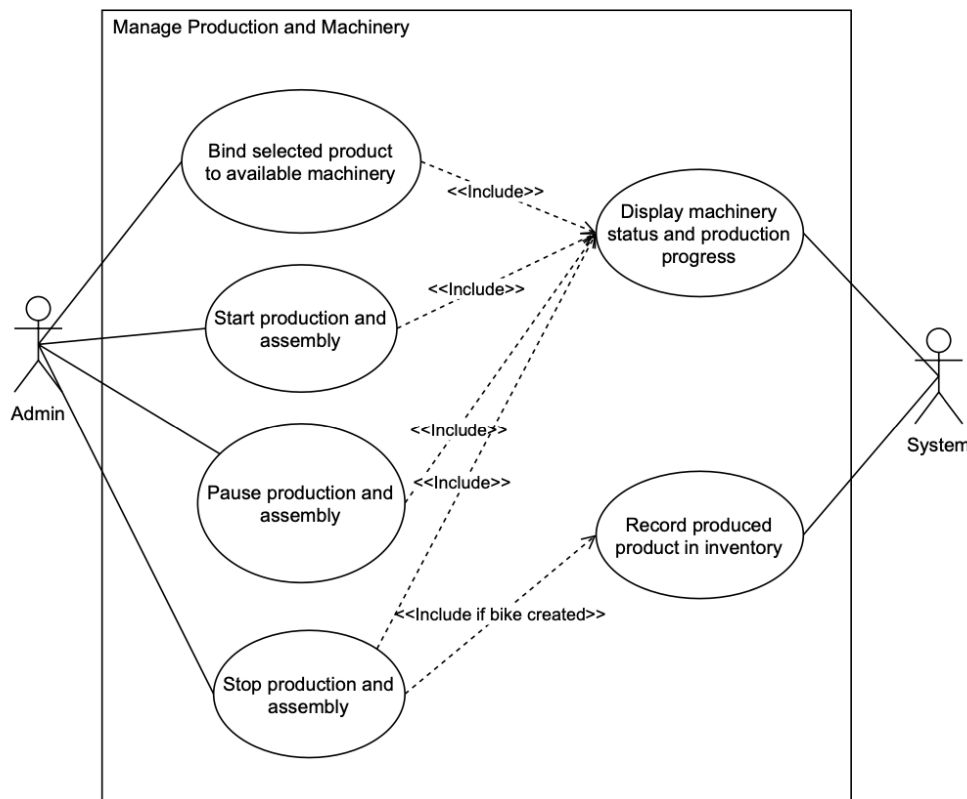 Manage Production and Machinery
Bind selected product
to available machinery
<<Include>>
Display machinery
status and production
progress
Start production and
assembly
<<Include>>
Admin
System
Pause production and
assembly
<<Include>>
<<Include>>
Record produced
product in inventory
<<Include if bike created>>
Stop production and
assembly